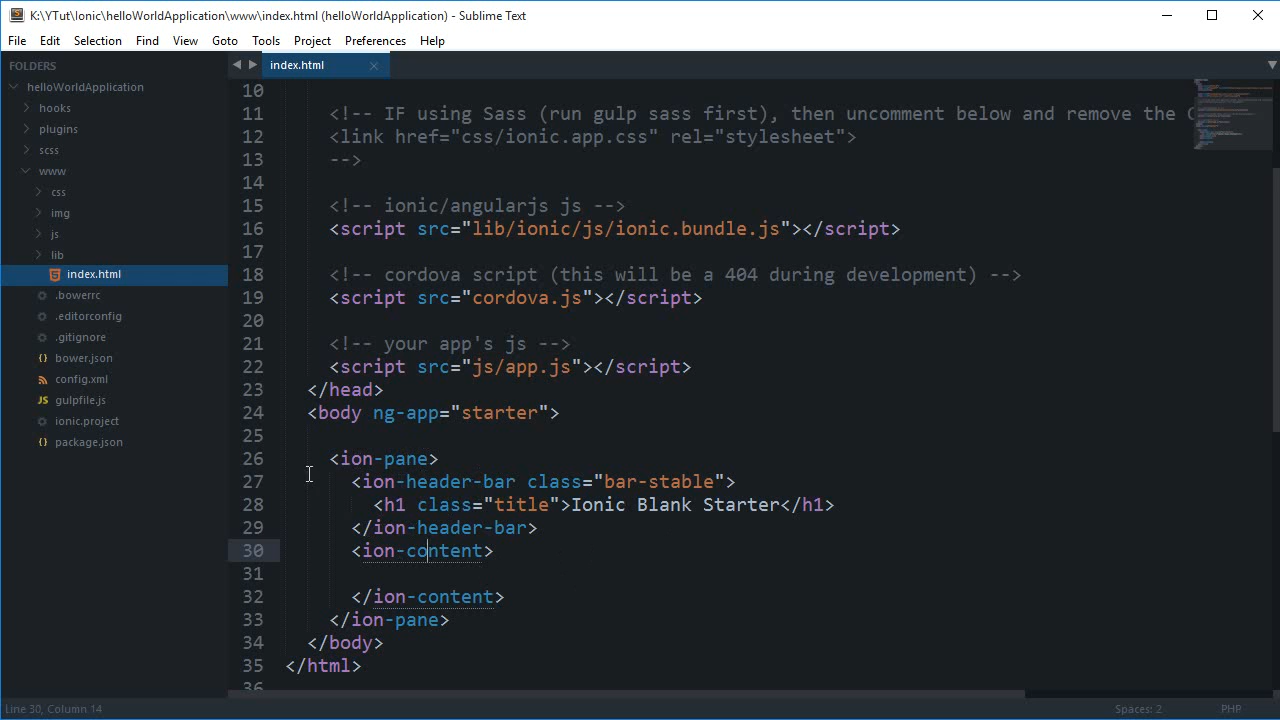 K:\YTut\Ionic\helloWorldApplication\www\index.html (helloWorldApplication) - Sublime Text
File Edit Selection Find View Goto Tools Project Preferences Help
FOLDERS
helloWorldApplication
hooks
plugins
scss
www
css
img
js
lib
index.html
.bowerrc
.editorconfig
.gitignore
bower.json
config.xml
gulpfile.js
ionic.project
package.json
index.html
10
11 <!-- IF using Sass (run gulp sass first), then uncomment below and remove the C
12 <link href="css/ionic.app.css" rel="stylesheet">
13 -->
14
15 <!-- ionic/angularjs js -->
16 <script src="lib/ionic/js/ionic.bundle.js"></script>
17
18 <!-- cordova script (this will be a 404 during development) -->
19 <script src="cordova.js"></script>
20
21 <!-- your app's js -->
22 <script src="js/app.js"></script>
23 </head>
24 <body ng-app="starter">
25
26 <ion-pane>
27 <ion-header-bar class="bar-stable">
28 <h1 class="title">Ionic Blank Starter</h1>
29 </ion-header-bar>
30 <ion-content>
31
32 </ion-content>
33 </ion-pane>
34 </body>
35 </html>
36
Line 30, Column 14
Spaces: 2 PHP